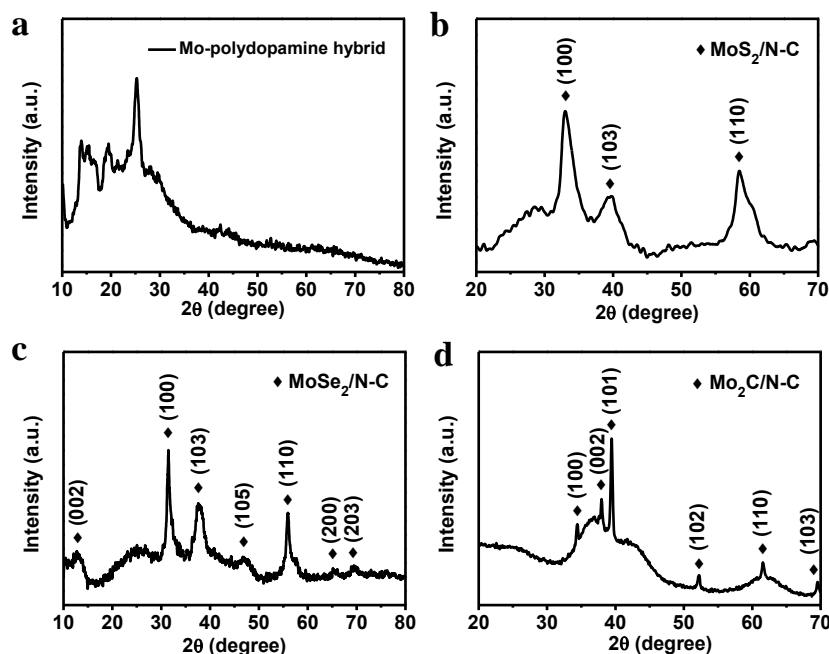 a
Mo-polydopamine hybrid
Intensity (a.u.)
10 20 30 40 50 60 70 80
2θ (degree)
b
♦ MoS₂/N-C
(100)
(103)
(110)
Intensity (a.u.)
20 30 40 50 60 70
2θ (degree)
c
♦ MoSe₂/N-C
(002)
(100)
(103)
(105)
(110)
(200)
(203)
Intensity (a.u.)
10 20 30 40 50 60 70 80
2θ (degree)
d
♦ Mo₂C/N-C
(100)
(002)
(101)
(102)
(110)
(103)
Intensity (a.u.)
20 30 40 50 60 70
2θ (degree)